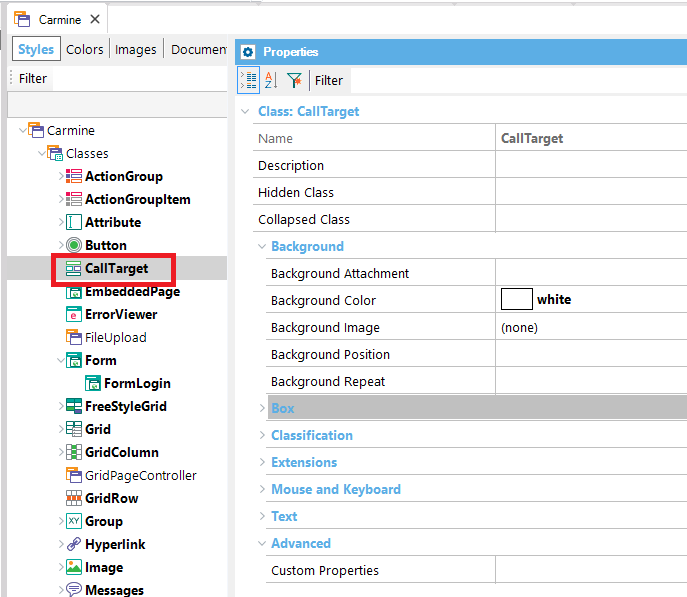 Carmine
Styles Colors Images Documen
Filter
Carmine
Classes
ActionGroup
ActionGroupItem
Attribute
Button
CallTarget
EmbeddedPage
ErrorViewer
FileUpload
Form
FormLogin
FreeStyleGrid
Grid
GridColumn
GridPageController
GridRow
Group
Hyperlink
Image
Messages
Properties
Filter
Class: CallTarget
Name CallTarget
Description
Hidden Class
Collapsed Class
Background
Background Attachment
Background Color white
Background Image (none)
Background Position
Background Repeat
Box
Classification
Extensions
Mouse and Keyboard
Text
Advanced
Custom Properties